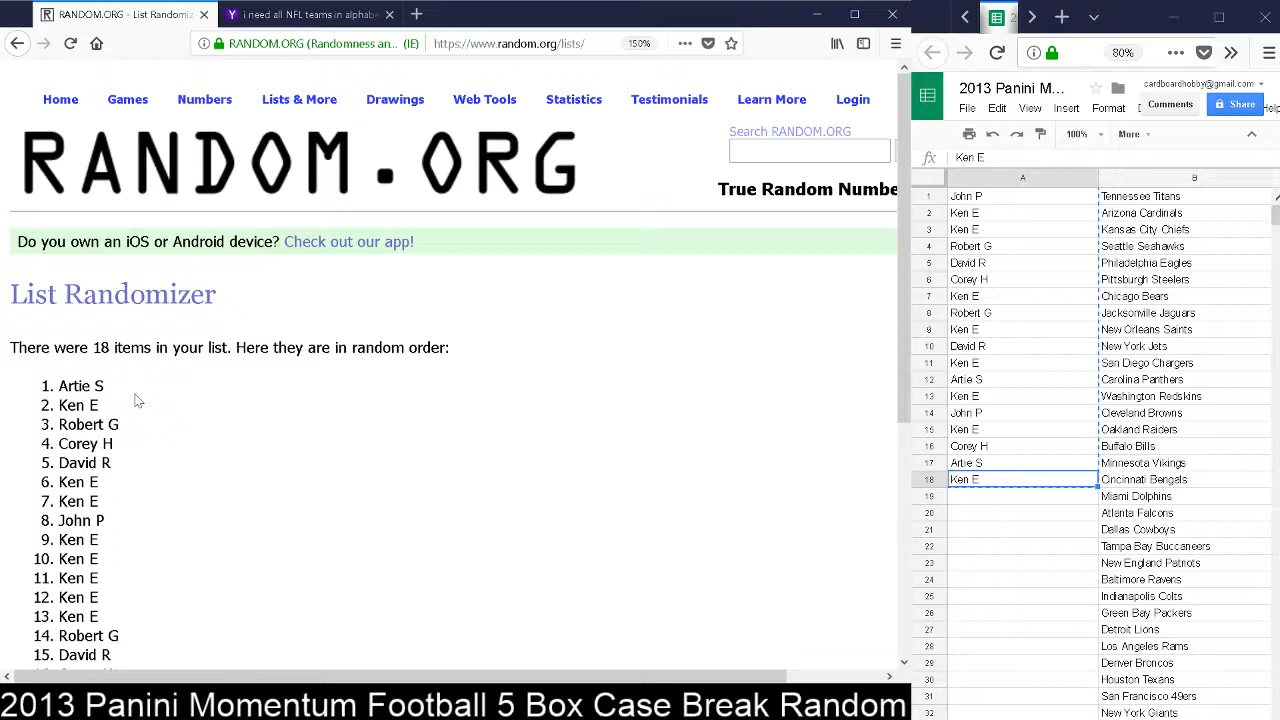 RANDOM.ORG - List Randomizer
i need all NFL teams in alphabe
RANDOM.ORG (Randomness an... (IE)
https://www.random.org/lists/
150%
80%
Home Games Numbers Lists & More Drawings Web Tools Statistics Testimonials Learn More Login
RANDOM.ORG
Search RANDOM.ORG
True Random Numbe
Do you own an iOS or Android device? Check out our app!
List Randomizer
There were 18 items in your list. Here they are in random order:
1. Artie S
2. Ken E
3. Robert G
4. Corey H
5. David R
6. Ken E
7. Ken E
8. John P
9. Ken E
10. Ken E
11. Ken E
12. Ken E
13. Ken E
14. Robert G
15. David R
2013 Panini M...
cardboardtsby@gmail.com
File Edit View Insert Format
Comments
Share
100% More
fx Ken E
A B
1 John P Tennessee Titans
2 Ken E Arizona Cardinals
3 Ken E Kansas City Chiefs
4 Robert G Seattle Seahawks
5 David R Philadelphia Eagles
6 Corey H Pittsburgh Steelers
7 Ken E Chicago Bears
8 Robert G Jacksonville Jaguars
9 Ken E New Orleans Saints
10 David R New York Jets
11 Ken E San Diego Chargers
12 Artie S Carolina Panthers
13 Ken E Washington Redskins
14 John P Cleveland Browns
15 Ken E Oakland Raiders
16 Corey H Buffalo Bills
17 Artie S Minnesota Vikings
18 Ken E Cincinnati Bengals
19 Miami Dolphins
20 Atlanta Falcons
21 Dallas Cowboys
22 Tampa Bay Buccaneers
23 New England Patriots
24 Baltimore Ravens
25 Indianapolis Colts
26 Green Bay Packers
27 Detroit Lions
28 Los Angeles Rams
29 Denver Broncos
30 Houston Texans
31 San Francisco 49ers
32 New York Giants
2013 Panini Momentum Football 5 Box Case Break Random